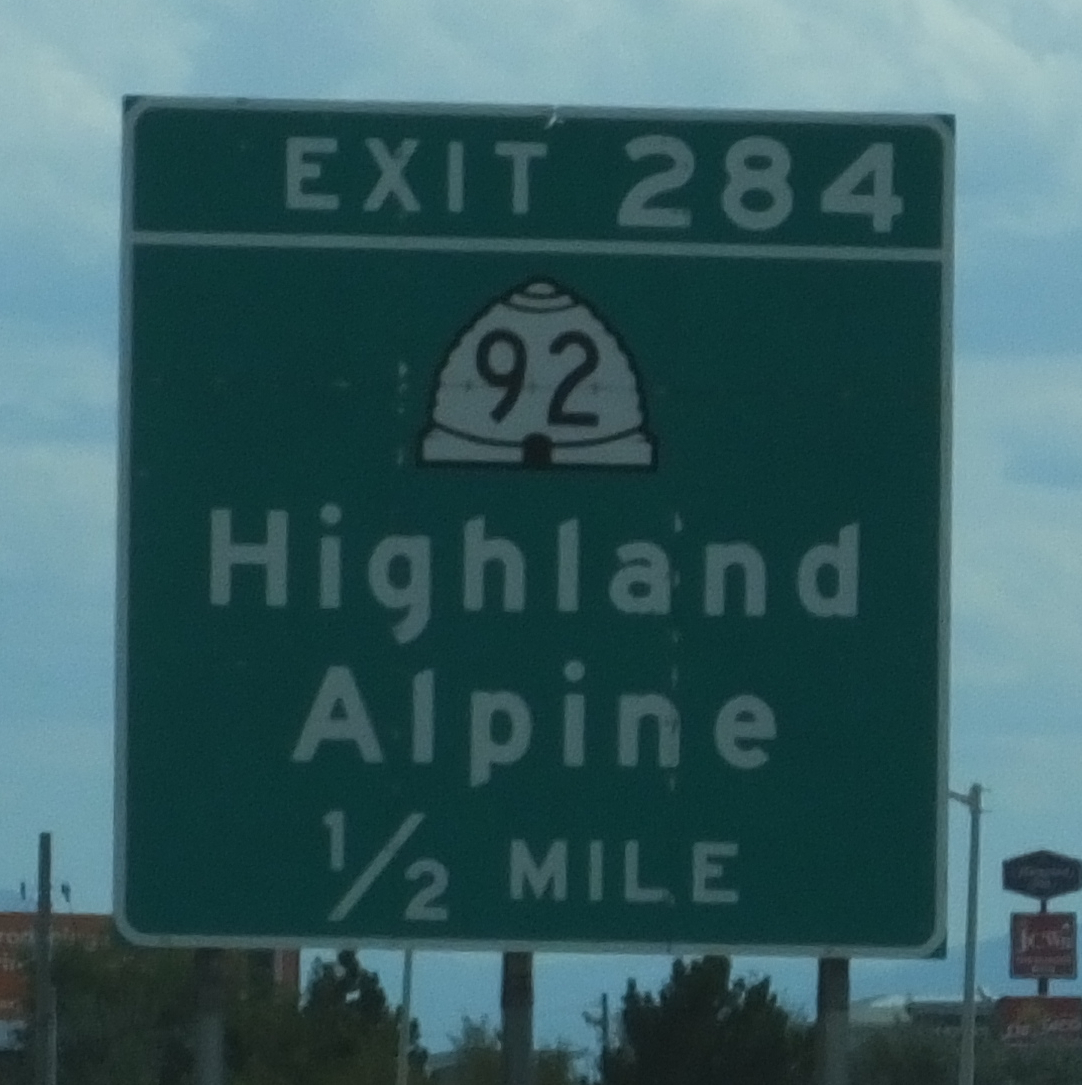 EXIT 284
92
Highland
Alpine
1/2 MILE